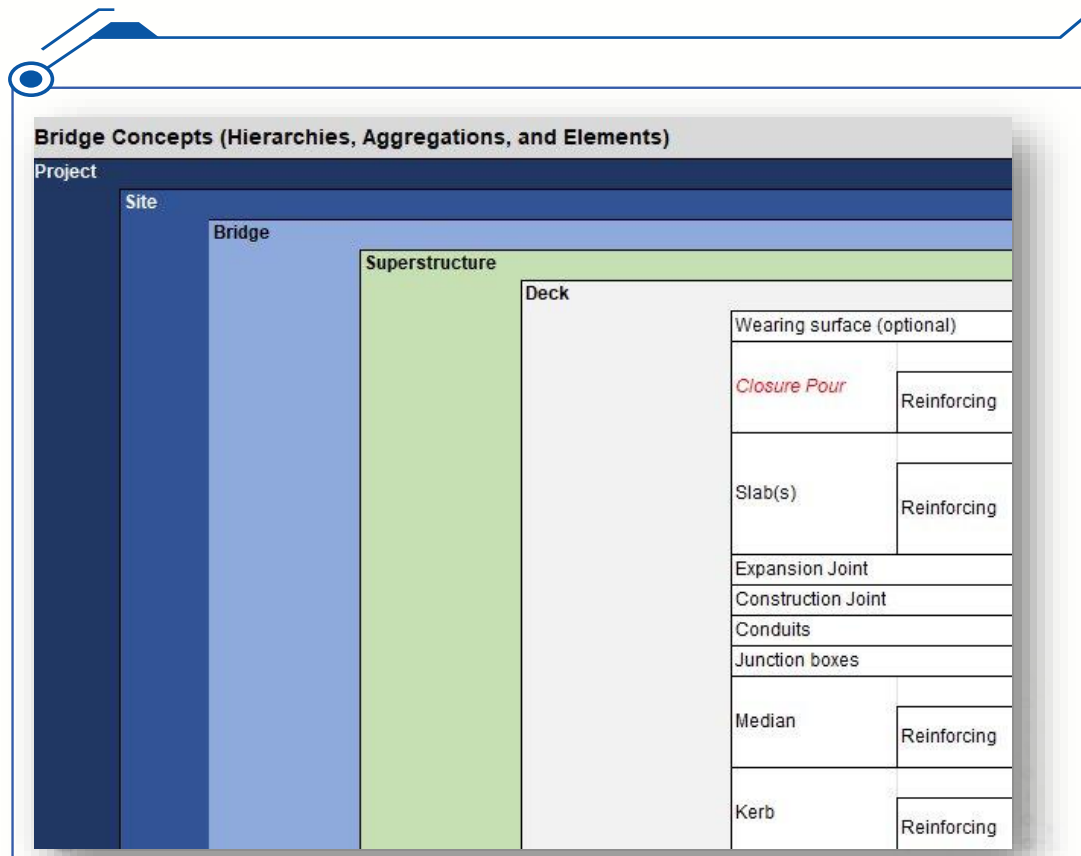 Bridge Concepts (Hierarchies, Aggregations, and Elements)
Project
Site
Bridge
Superstructure
Deck
Wearing surface (optional)
Closure Pour
Reinforcing
Slab(s)
Reinforcing
Expansion Joint
Construction Joint
Conduits
Junction boxes
Median
Reinforcing
Kerb
Reinforcing